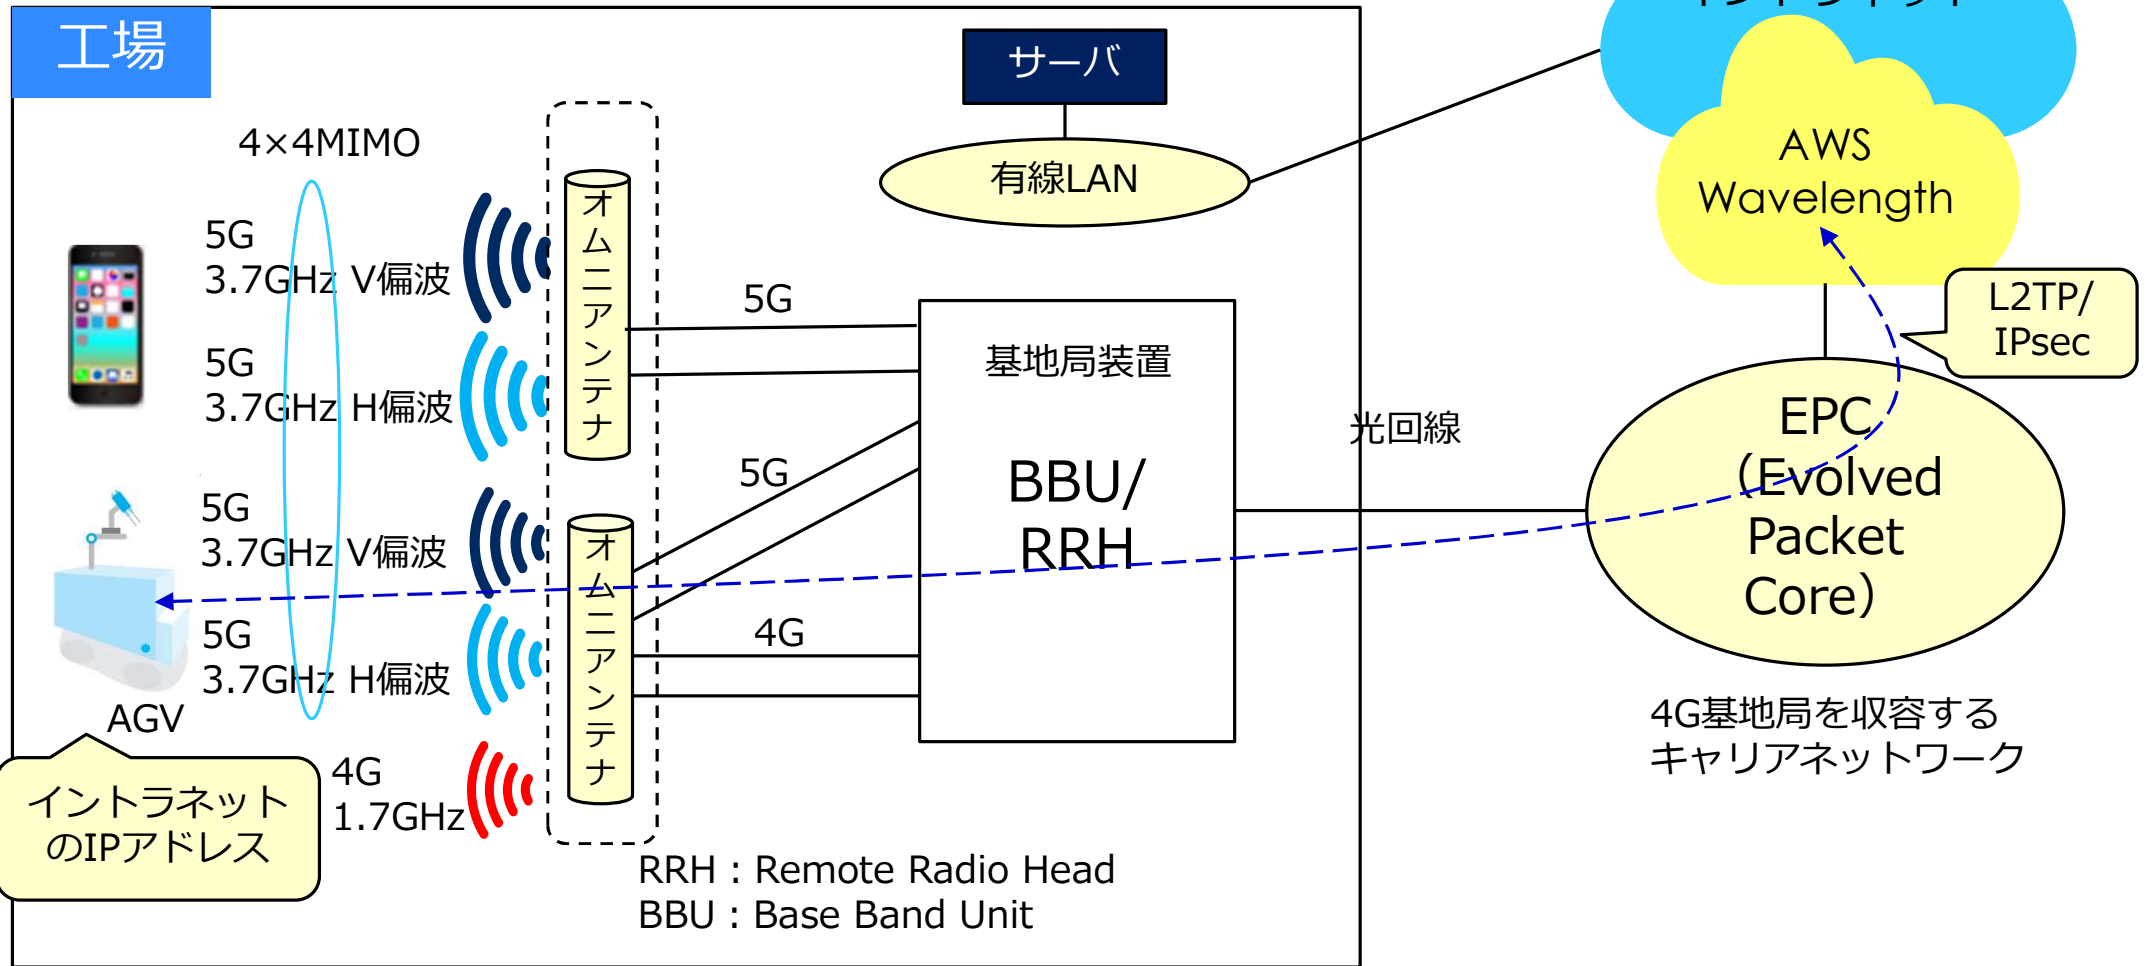 工場
サーバ
有線LAN
4×4MIMO
5G
3.7GHz V偏波
5G
3.7GHz H偏波
5G
3.7GHz V偏波
5G
3.7GHz H偏波
4G
1.7GHz
オムニアンテナ
オムニアンテナ
5G
5G
4G
基地局装置
BBU/
RRH
光回線
AWS
Wavelength
L2TP/
IPsec
EPC
（Evolved
Packet
Core）
4G基地局を収容する
キャリアネットワーク
AGV
イントラネット
のIPアドレス
RRH：Remote Radio Head
BBU：Base Band Unit